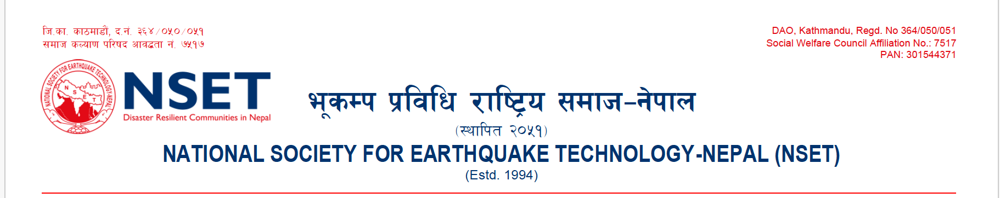 जि.का. काठमाडौं, द.नं. ३६४/०५०/०५१
समाज कल्याण परिषद आवद्धता नं. ७५१७
DAO, Kathmandu, Regd. No 364/050/051
Social Welfare Council Affiliation No.: 7517
PAN: 301544371
NATIONAL SOCIETY FOR EARTHQUAKE TECHNOLOGY-NEPAL
N S E T
NSET
Disaster Resilient Communities in Nepal
भूकम्प प्रविधि राष्ट्रिय समाज-नेपाल
(स्थापित २०५१)
NATIONAL SOCIETY FOR EARTHQUAKE TECHNOLOGY-NEPAL (NSET)
(Estd. 1994)